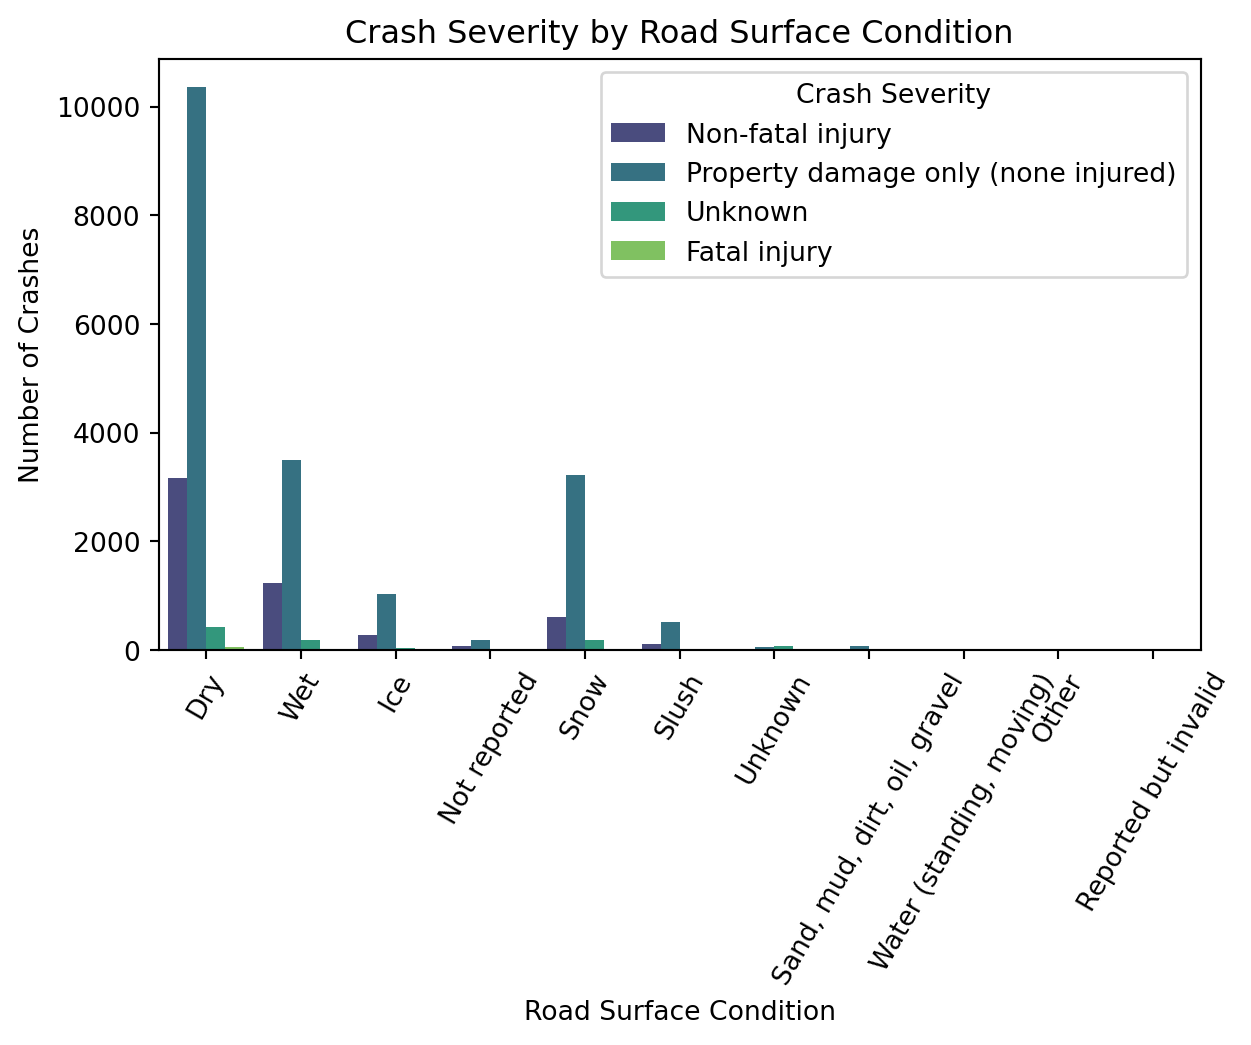 Crash Severity by Road Surface Condition
Crash Severity
Non-fatal injury
Property damage only (none injured)
Unknown
Fatal injury
Number of Crashes
10000
8000
6000
4000
2000
0
Dry
Wet
Ice
Not reported
Snow
Slush
Unknown
Sand, mud, dirt, oil, gravel
Water (standing, moving)
Other
Reported but invalid
Road Surface Condition